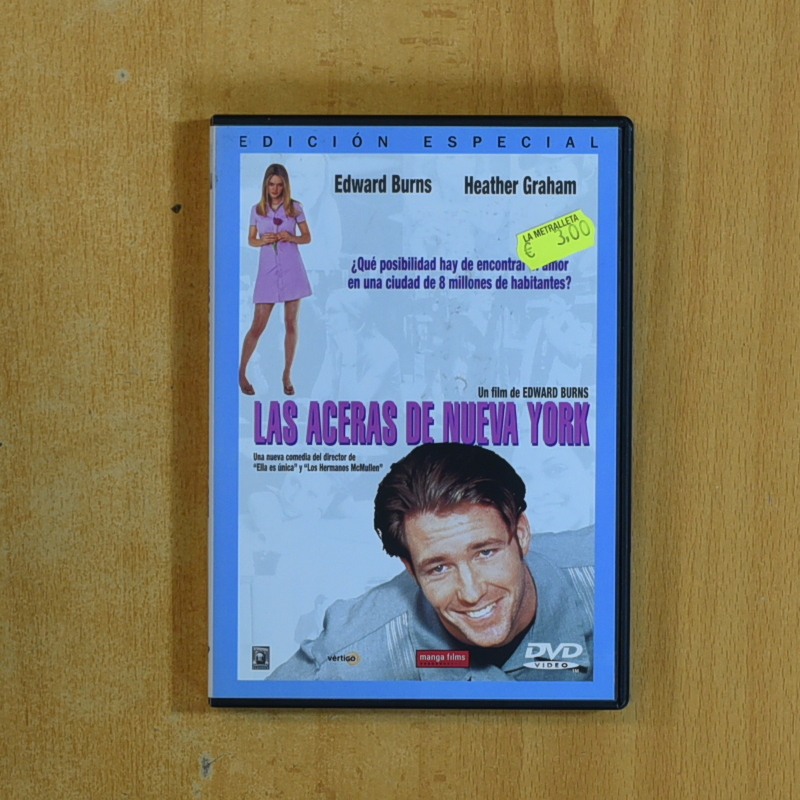 EDICIÓN ESPECIAL
Edward Burns Heather Graham
LA METRALLETA
€ 3,00
¿Qué posibilidad hay de encontrar amor
en una ciudad de 8 millones de habitantes?
Un film de EDWARD BURNS
LAS ACERAS DE NUEVA YORK
Una nueva comedia del director de
"Ella es única" y "Los Hermanos McMullen"
vértigo
manga films
DVD
VIDEO
TM